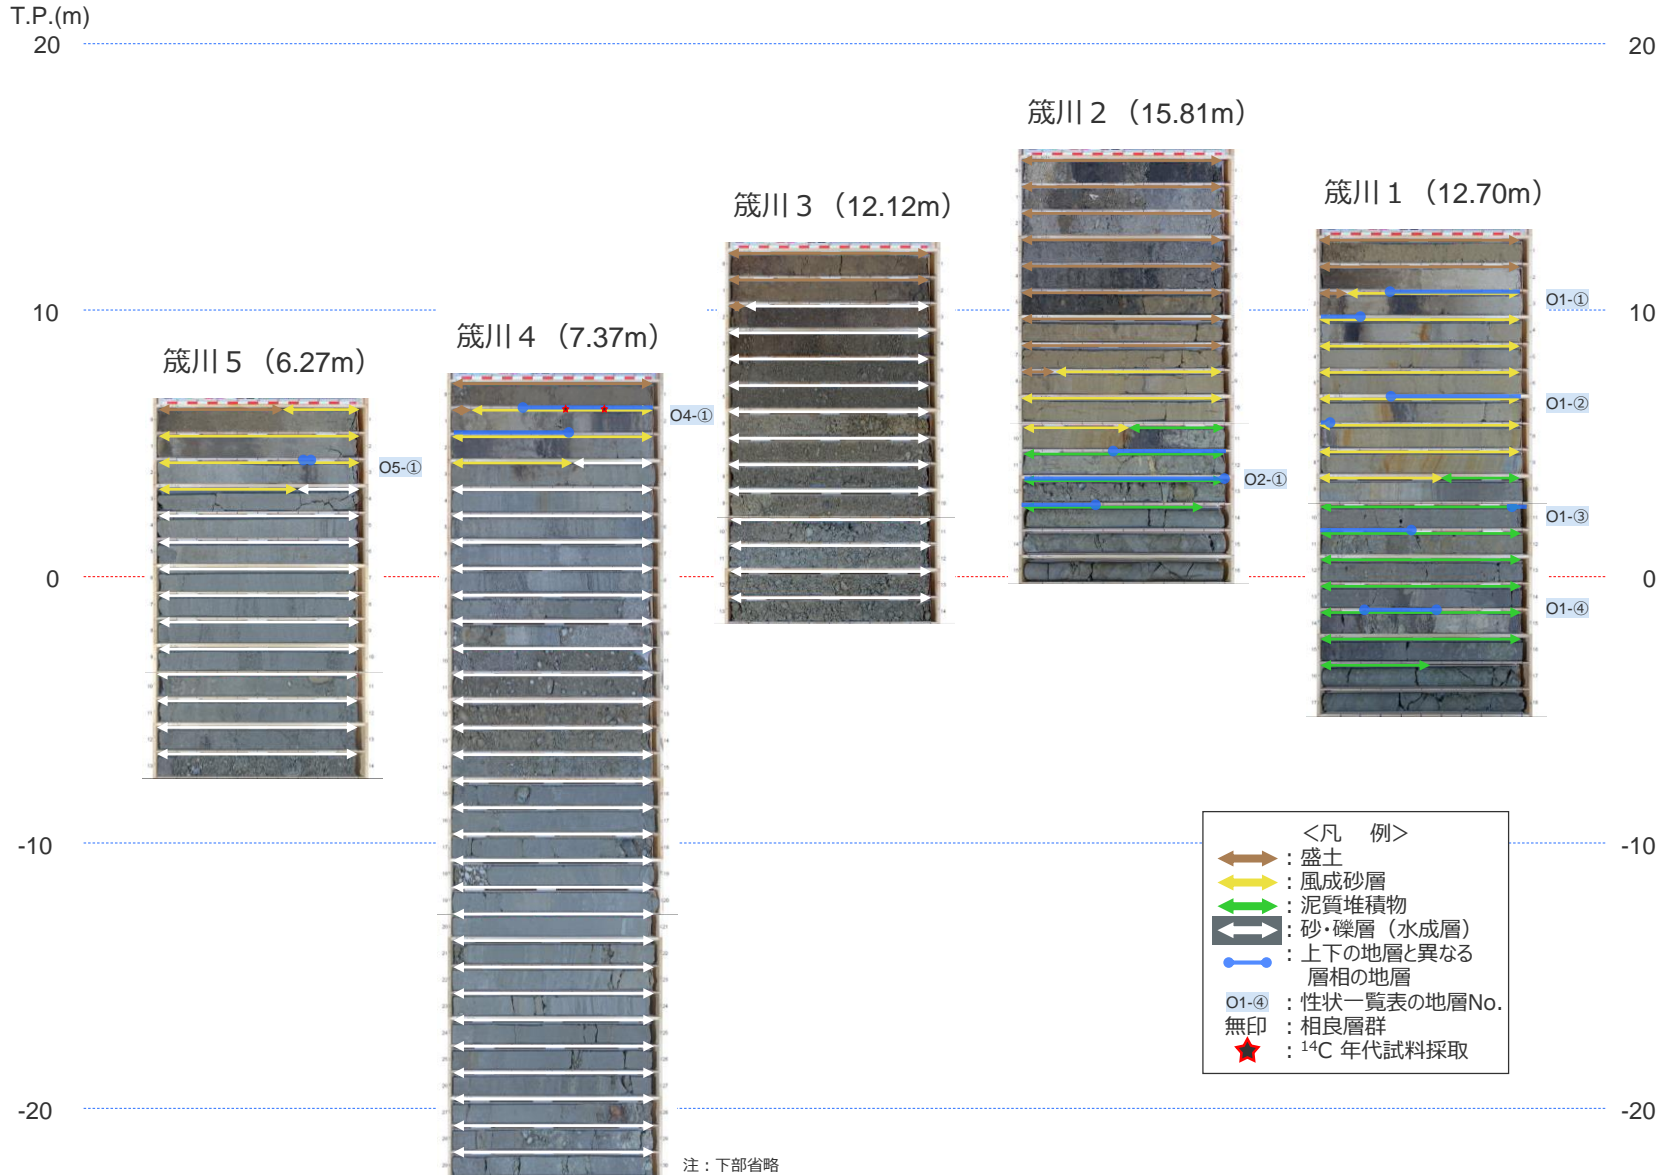 T.P.(m)
20
20
筬川2 (15.81m)
筬川3 (12.12m)
筬川1 (12.70m)
10
10
筬川4 (7.37m)
筬川5 (6.27m)
O1-①
O1-②
O4-①
O5-①
O2-①
O1-③
0
0
O1-④
-10
-10
<凡 例>
:盛土
:風成砂層
:泥質堆積物
:砂・礫層(水成層)
:上下の地層と異なる
層相の地層
O1-④ :性状一覧表の地層No.
無印 :相良層群
:14C 年代試料採取
-20
-20
注:下部省略